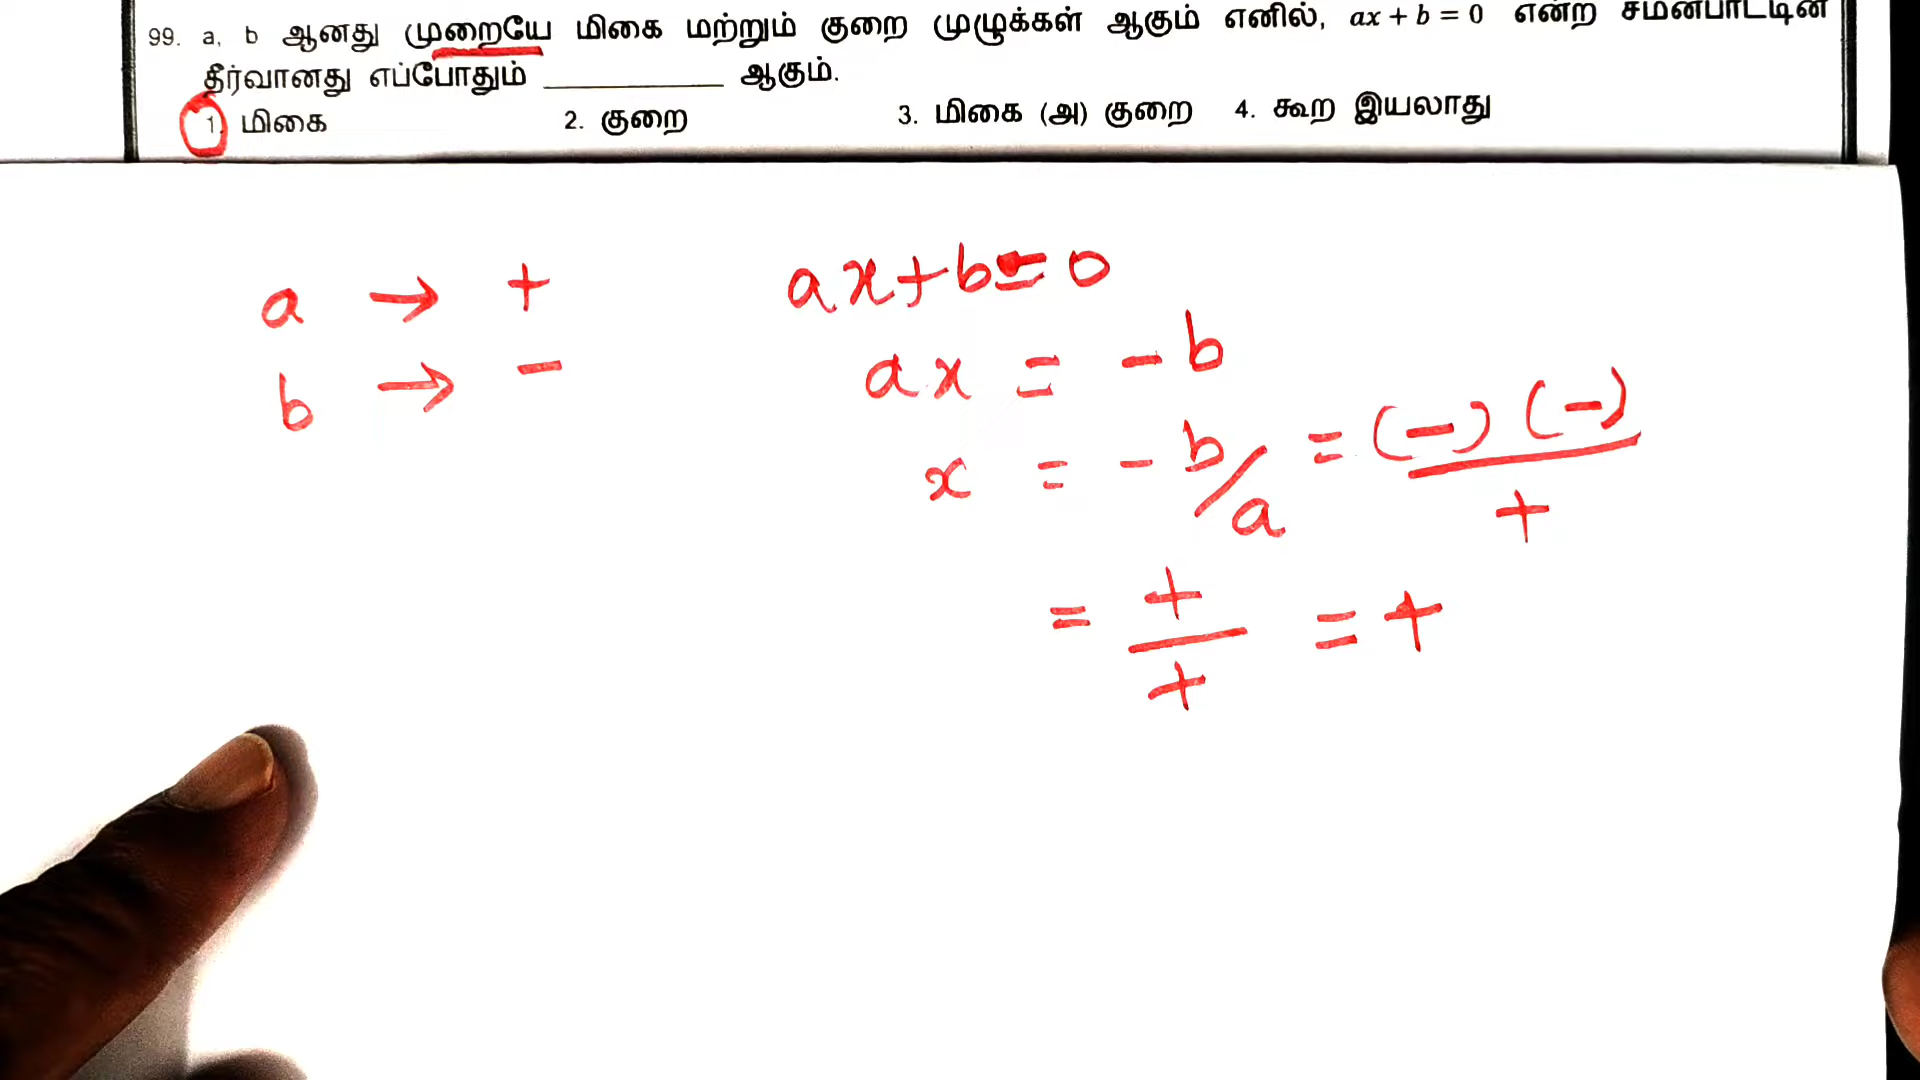 99. a, b ஆனது முறையே மிகை மற்றும் குறை முழுக்கள் ஆகும் எனில், ax + b = 0 என்ற சமன்பாட்டின்
தீர்வானது எப்போதும் ____________ ஆகும்.
1. மிகை 2. குறை 3. மிகை (அ) குறை 4. கூற இயலாது
a → +
b → -
ax+b=0
ax = -b
x = -b/a = (-) (-) / +
= + / + = +